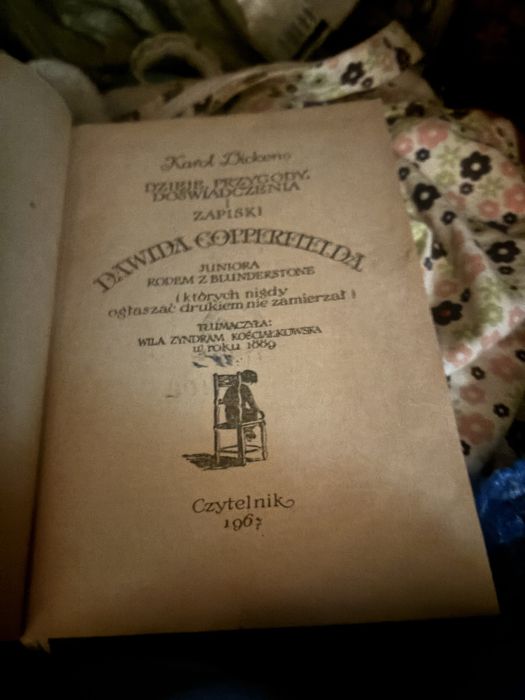 Karol Dickens
DZIEJE, PRZYGODY,
DOŚWIADCZENIA
I
ZAPISKI
DAWIDA COPPERFIELDA
JUNIORA
RODEM Z BLUNDERSTONE
(których nigdy
ogłaszać drukiem nie zamierzał)
TŁUMACZYŁA:
WILA ZYNDRAM KOŚCIAŁKOWSKA
w roku 1889
Czytelnik
1967